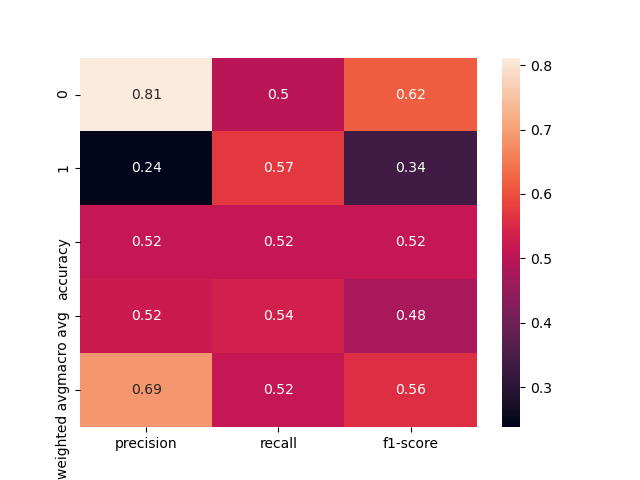 0 0.81 0.5 0.62
1 0.24 0.57 0.34
accuracy 0.52 0.52 0.52
macro avg 0.52 0.54 0.48
weighted avg 0.69 0.52 0.56
precision recall f1-score
0.8
0.7
0.6
0.5
0.4
0.3